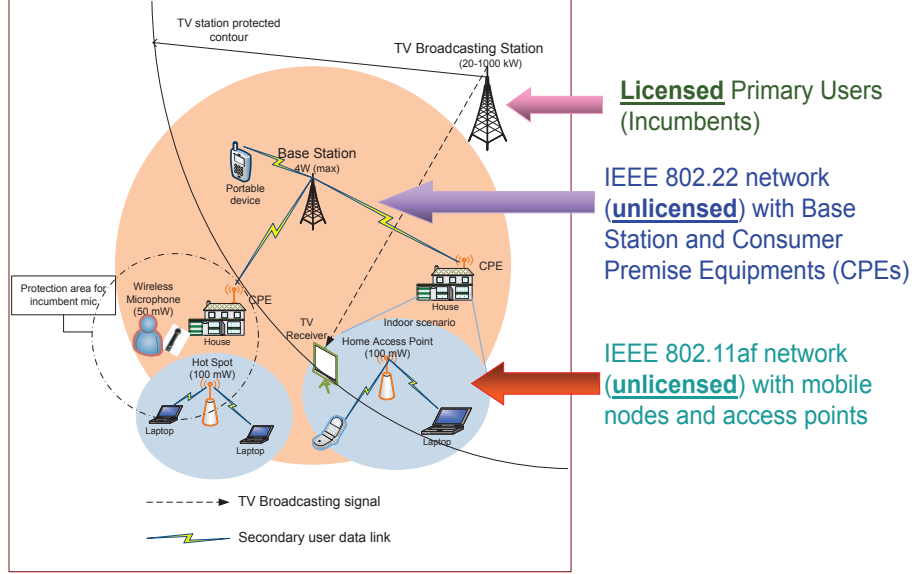 TV station protected
contour
TV Broadcasting Station
(20-1000 kW)
Licensed Primary Users
(Incumbents)
Base Station
4W (max)
Portable
device
IEEE 802.22 network
(unlicensed) with Base
Station and Consumer
Premise Equipments (CPEs)
CPE
House
Protection area for
incumbent mic
Wireless
Microphone
(50 mW)
CPE
House
TV
Receiver
Indoor scenario
Home Access Point
(100 mW)
Hot Spot
(100 mW)
Laptop
Laptop
Laptop
IEEE 802.11af network
(unlicensed) with mobile
nodes and access points
TV Broadcasting signal
Secondary user data link